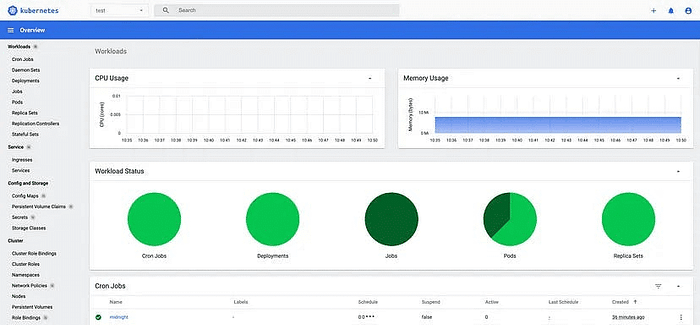 kubernetes
test
Search
Overview
Workloads N
Cron Jobs
Daemon Sets
Deployments
Jobs
Pods
Replica Sets
Replication Controllers
Stateful Sets
Service N
Ingresses
Services
Config and Storage
Config Maps N
Persistent Volume Claims N
Secrets N
Storage Classes
Cluster
Cluster Role Bindings
Cluster Roles
Namespaces
Network Policies N
Nodes
Persistent Volumes
Role Bindings N
Workloads
CPU Usage
CPU (cores)
0.01
0.005
0
10:35 10:36 10:37 10:38 10:39 10:40 10:41 10:42 10:43 10:44 10:45 10:46 10:47 10:48 10:49 10:50
Memory Usage
Memory (bytes)
10 Mi
0 Mi
10:35 10:36 10:37 10:38 10:39 10:40 10:41 10:42 10:43 10:44 10:45 10:46 10:47 10:48 10:49 10:50
Workload Status
Cron Jobs
Deployments
Jobs
Pods
Replica Sets
Cron Jobs
Name Labels Schedule Suspend Active Last Schedule Created
midnight - 0 0 * * * false 0 - 36 minutes ago